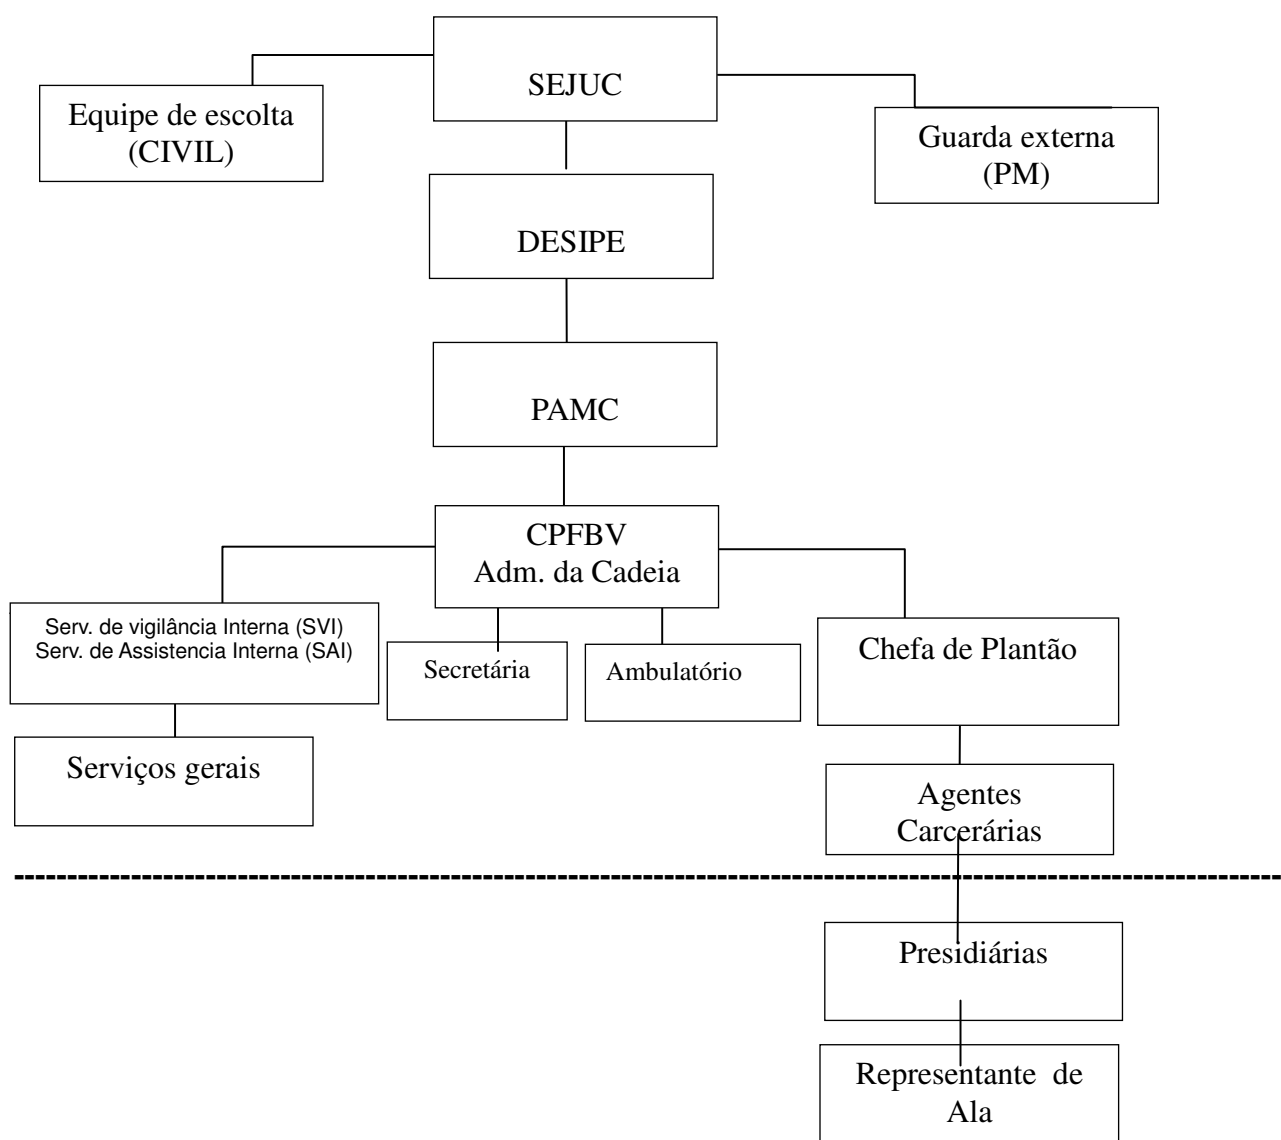 SEJUC
Equipe de escolta
(CIVIL)
Guarda externa
(PM)
DESIPE
PAMC
CPFBV
Adm. da Cadeia
Serv. de vigilância Interna (SVI)
Serv. de Assistencia Interna (SAI)
Secretária
Ambulatório
Chefa de Plantão
Serviços gerais
Agentes
Carcerárias
Presidiárias
Representante de
Ala